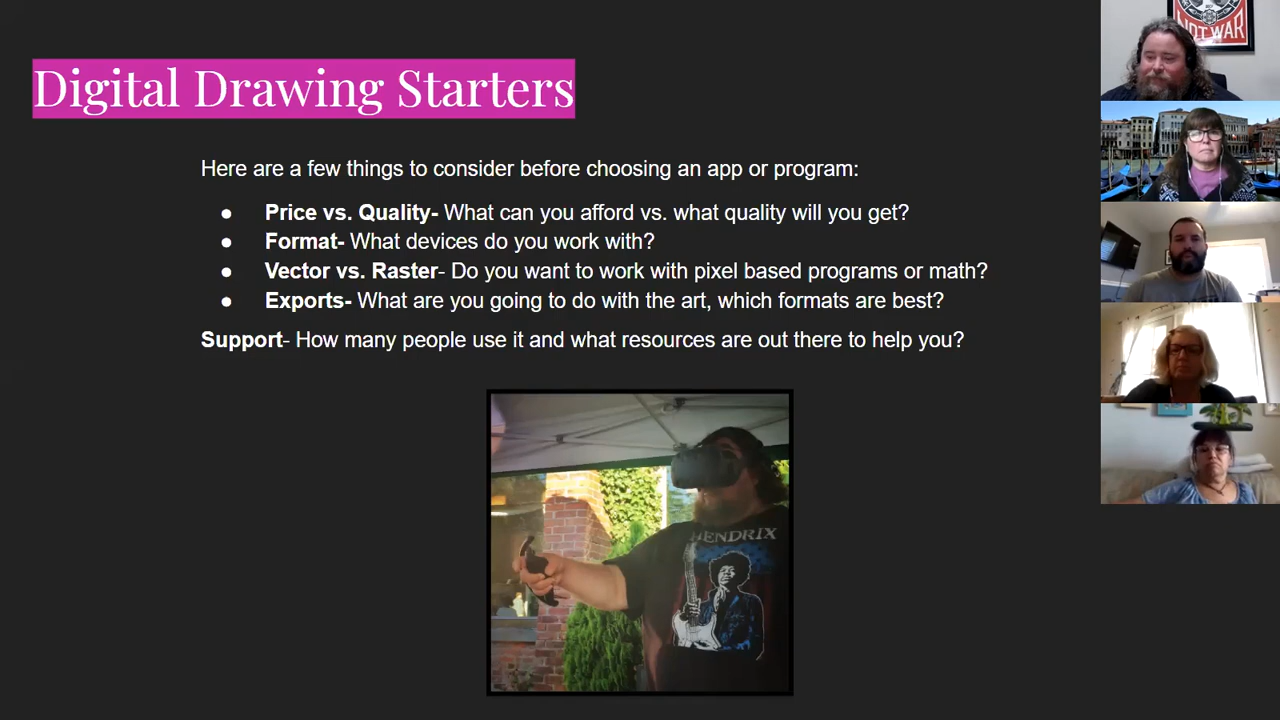 Digital Drawing Starters
Here are a few things to consider before choosing an app or program:
● Price vs. Quality- What can you afford vs. what quality will you get?
● Format- What devices do you work with?
● Vector vs. Raster- Do you want to work with pixel based programs or math?
● Exports- What are you going to do with the art, which formats are best?
Support- How many people use it and what resources are out there to help you?
HENDRIX
NOT WAR